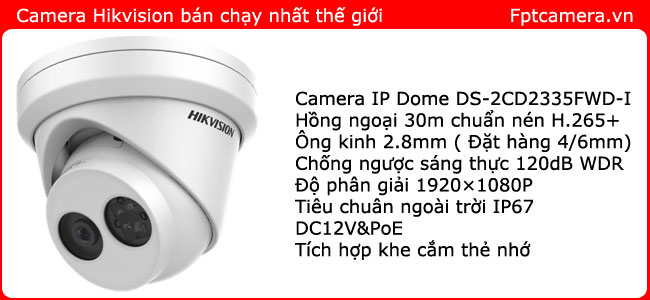 Camera Hikvision bán chạy nhất thế giới
Fptcamera.vn
HIKVISION
Camera IP Dome DS-2CD2335FWD-I
Hồng ngoại 30m chuẩn nén H.265+
Ông kinh 2.8mm ( Đặt hàng 4/6mm)
Chống ngược sáng thực 120dB WDR
Độ phân giải 1920×1080P
Tiêu chuân ngoài trời IP67
DC12V&PoE
Tích hợp khe cắm thẻ nhớ